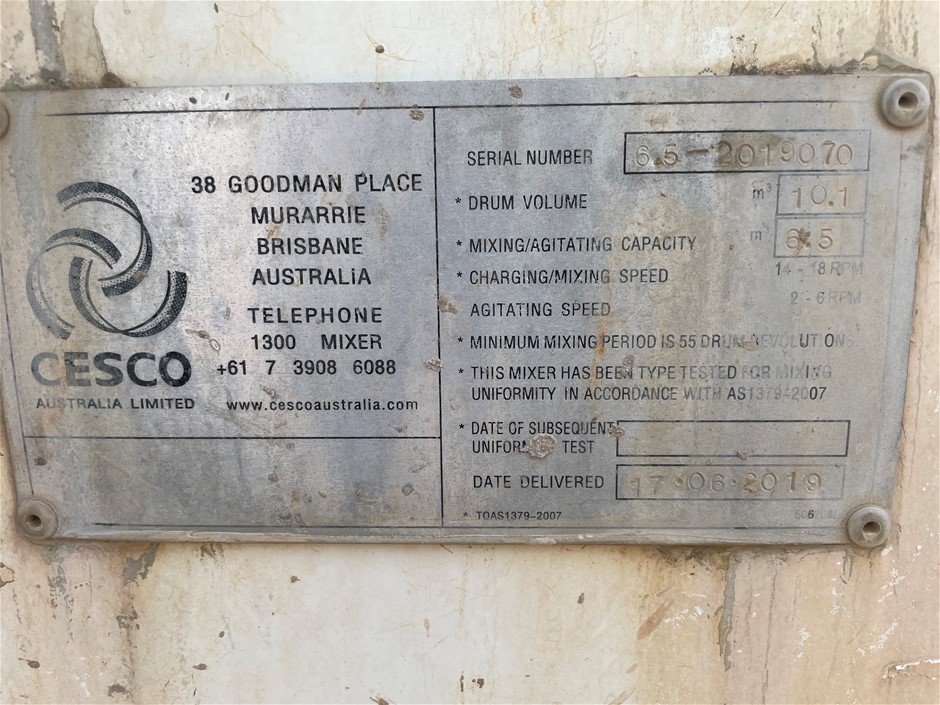 38 GOODMAN PLACE
MURARRIE
BRISBANE
AUSTRALiA
TELEPHONE
1300 MIXER
+61 7 3908 6088
www.cescoaustralia.com
CESCO
AUSTRALIA LIMITED
SERIAL NUMBER 6.5-2019070
* DRUM VOLUME m³ 10.1
* MIXING/AGITATING CAPACITY m 6.5
* CHARGING/MIXING SPEED 14 - 18 RPM
AGITATING SPEED 2 - 6 RPM
* MINIMUM MIXING PERIOD IS 55 DRUM REVOLUTIONS
* THIS MIXER HAS BEEN TYPE TESTED FOR MIXING
UNIFORMITY IN ACCORDANCE WITH AS1379-2007
* DATE OF SUBSEQUENT
UNIFORMITY TEST
DATE DELIVERED 17·06·2019
* TOAS1379-2007